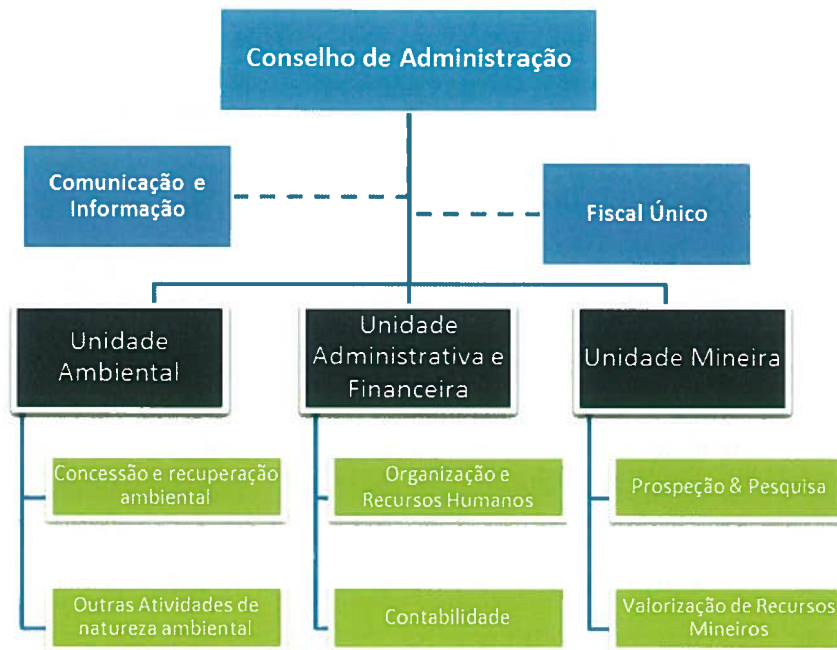 Conselho de Administração
Comunicação e
Informação
Fiscal Único
Unidade
Ambiental
Unidade
Administrativa e
Financeira
Unidade Mineira
Concessão e recuperação
ambiental
Organização e
Recursos Humanos
Prospeção & Pesquisa
Outras Atividades de
natureza ambiental
Contabilidade
Valorização de Recursos
Mineiros